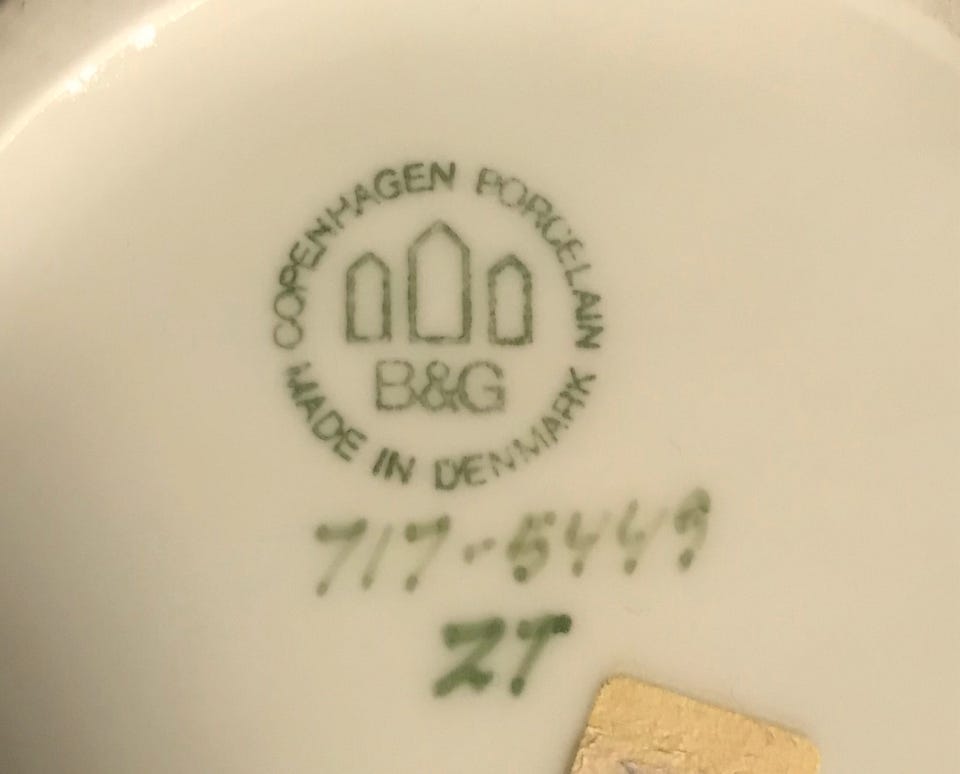 COPENHAGEN PORCELAIN
B&G
MADE IN DENMARK
717-5449
ZT